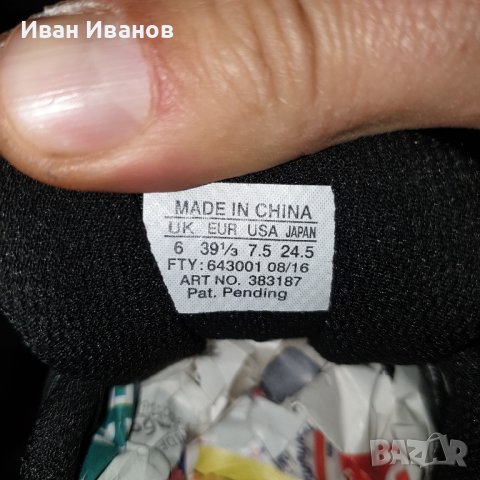 Иван Иванов
MADE IN CHINA
UK EUR USA JAPAN
6 39⅓ 7.5 24.5
FTY: 643001 08/16
ART NO. 383187
Pat. Pending
BAZAR